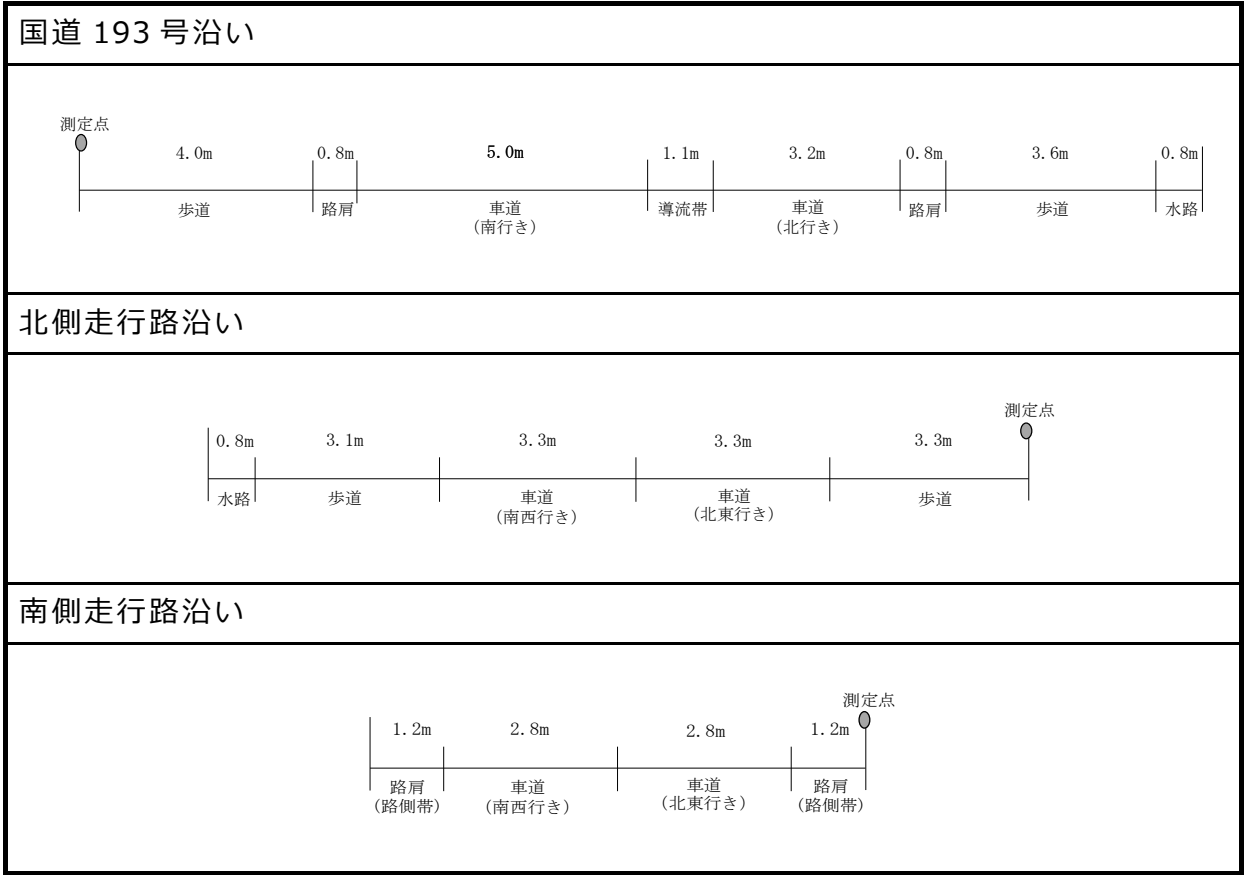 国道 193 号沿い
測定点
4.0m 0.8m 5.0m 1.1m 3.2m 0.8m 3.6m 0.8m
歩道 路肩 車道 導流帯 車道 路肩 歩道 水路
(南行き) (北行き)
北側走行路沿い
測定点
0.8m 3.1m 3.3m 3.3m 3.3m
水路 歩道 車道 車道 歩道
(南西行き) (北東行き)
南側走行路沿い
測定点
1.2m 2.8m 2.8m 1.2m
路肩 車道 車道 路肩
(路側帯) (南西行き) (北東行き) (路側帯)